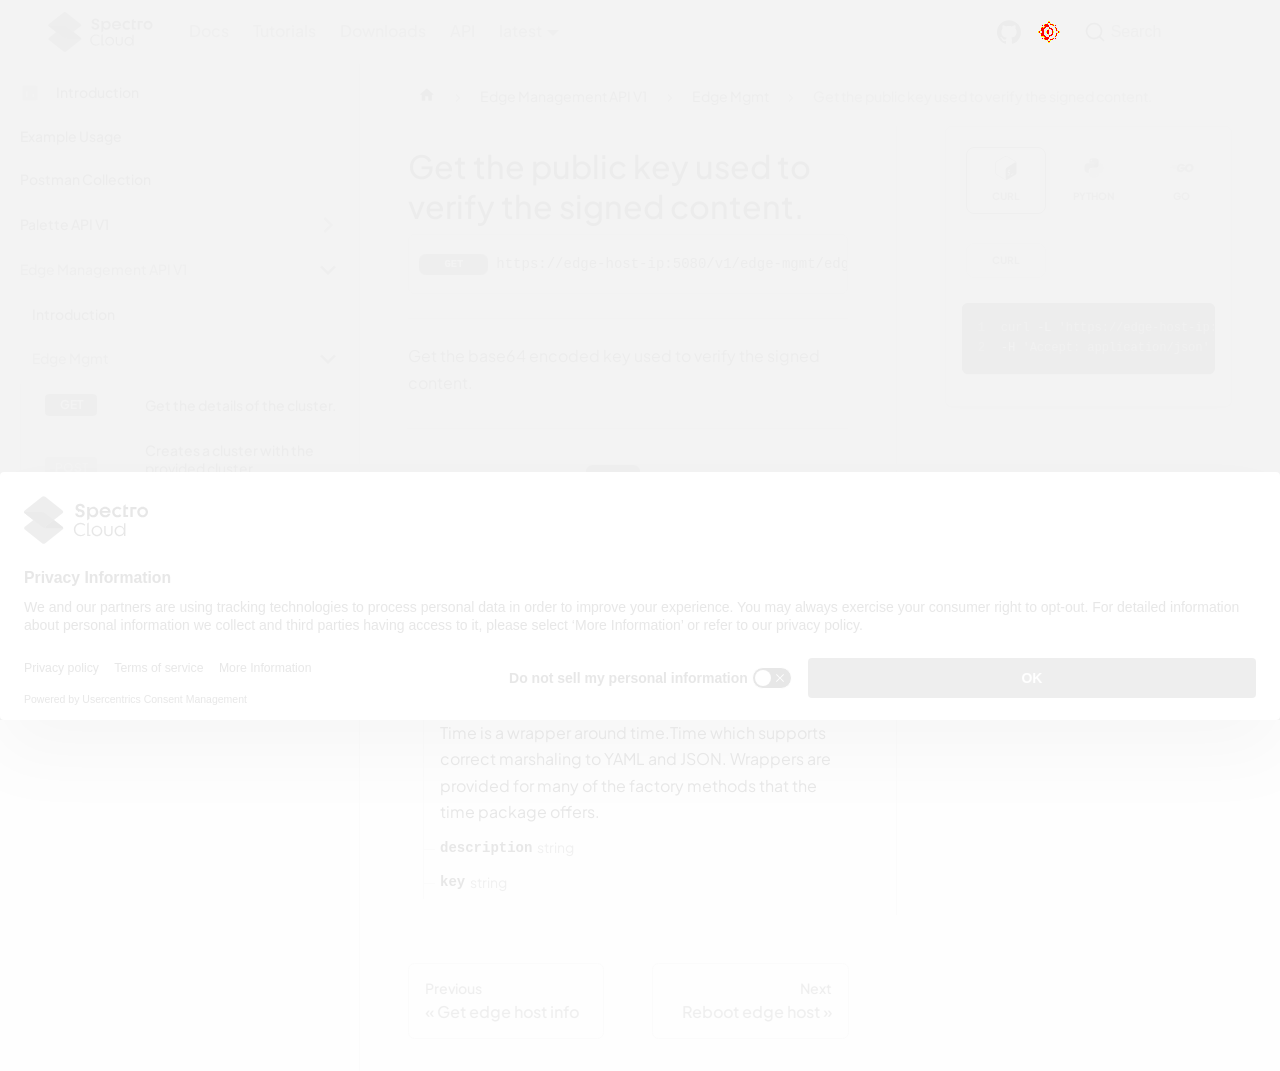 Spectro Cloud
Docs Tutorials Downloads API latest
Search
Introduction
Example Usage
Postman Collection
Palette API V1
Edge Management API V1
Introduction
Edge Mgmt
GET Get the details of the cluster.
Creates a cluster with the
provided cluster
Edge Management API V1 Edge Mgmt Get the public key used to verify the signed content.
Get the public key used to
verify the signed content.
GET https://edge-host-ip:5080/v1/edge-mgmt/edg
Get the base64 encoded key used to verify the signed
content.
CURL PYTHON GO
CURL
Spectro
Cloud
Privacy Information
We and our partners are using tracking technologies to process personal data in order to improve your experience. You may always exercise your consumer right to opt-out. For detailed information
about personal information we collect and third parties having access to it, please select ‘More Information’ or refer to our privacy policy.
Privacy policy Terms of service More Information
Do not sell my personal information
OK
Powered by Usercentrics Consent Management
Time is a wrapper around time.Time which supports
correct marshaling to YAML and JSON. Wrappers are
provided for many of the factory methods that the
time package offers.
description string
key string
Previous
« Get edge host info
Next
Reboot edge host »